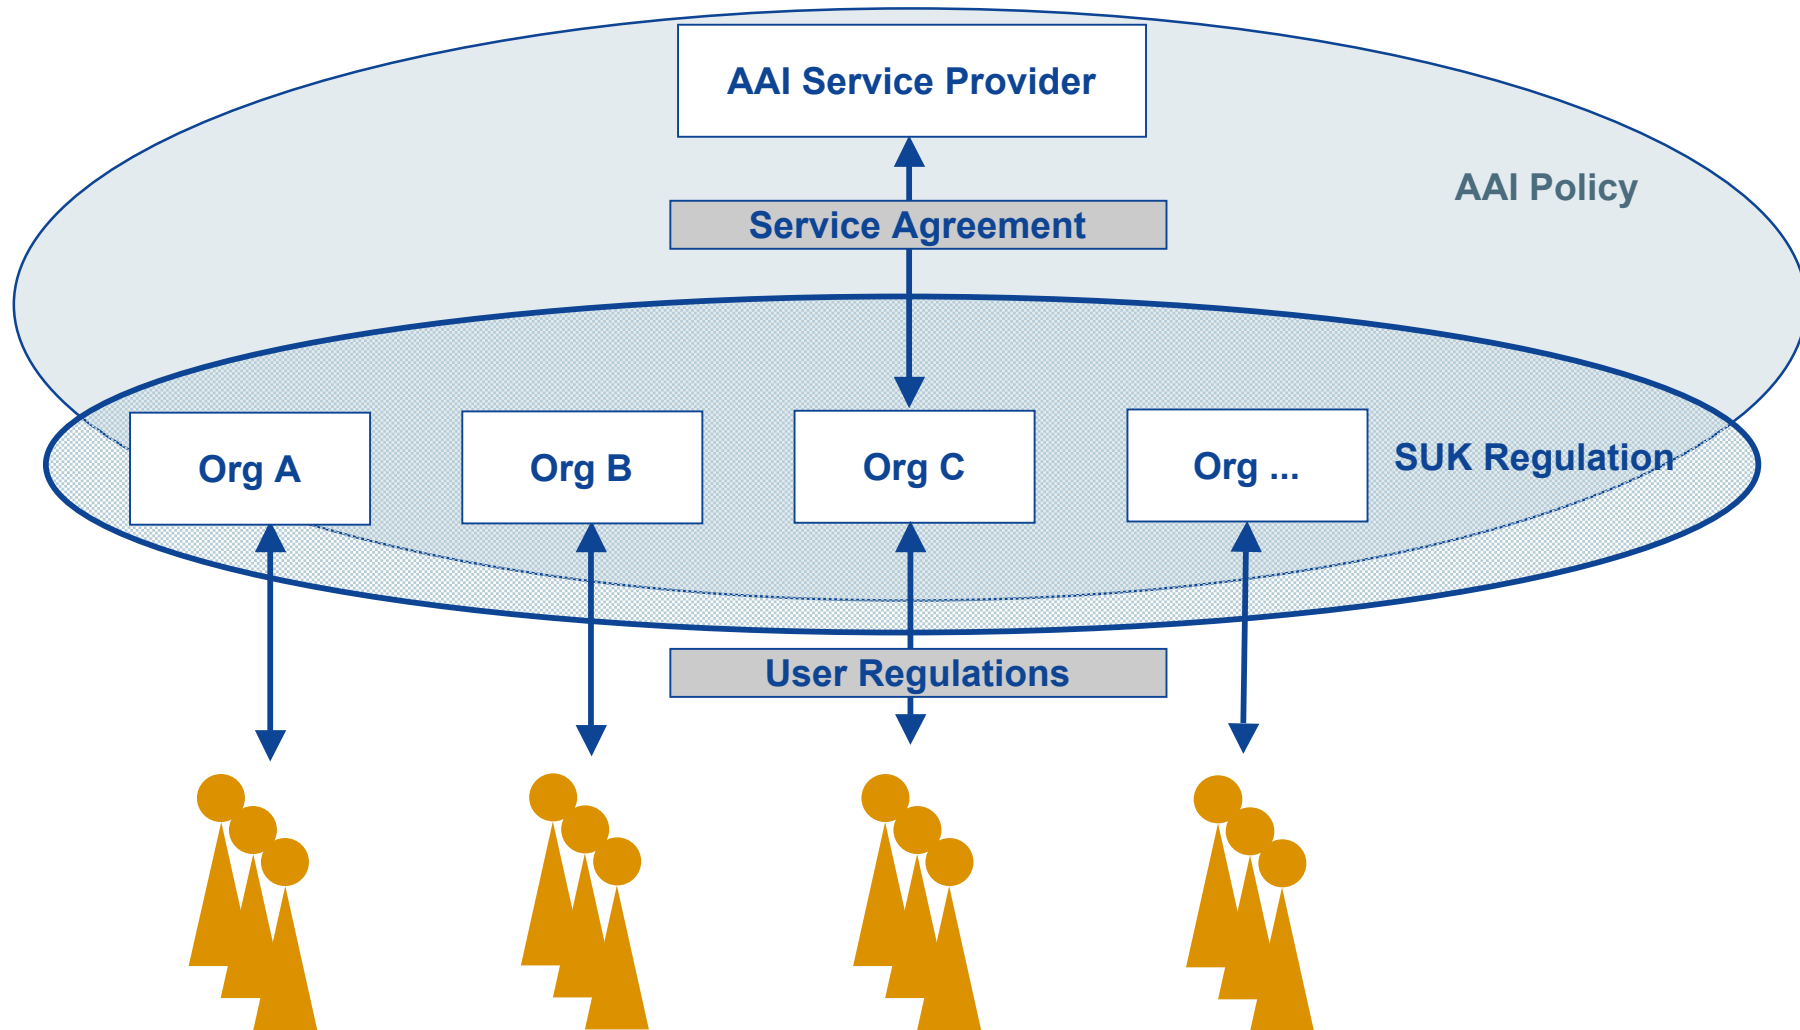 AAI Service Provider
AAI Policy
Service Agreement
Org A
Org B
Org C
Org ...
SUK Regulation
User Regulations